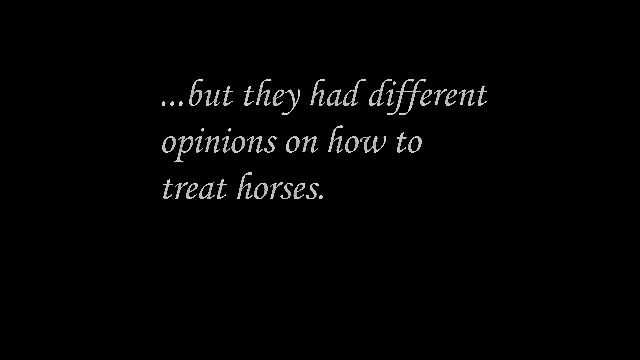 ...but they had different
opinions on how to
treat horses.